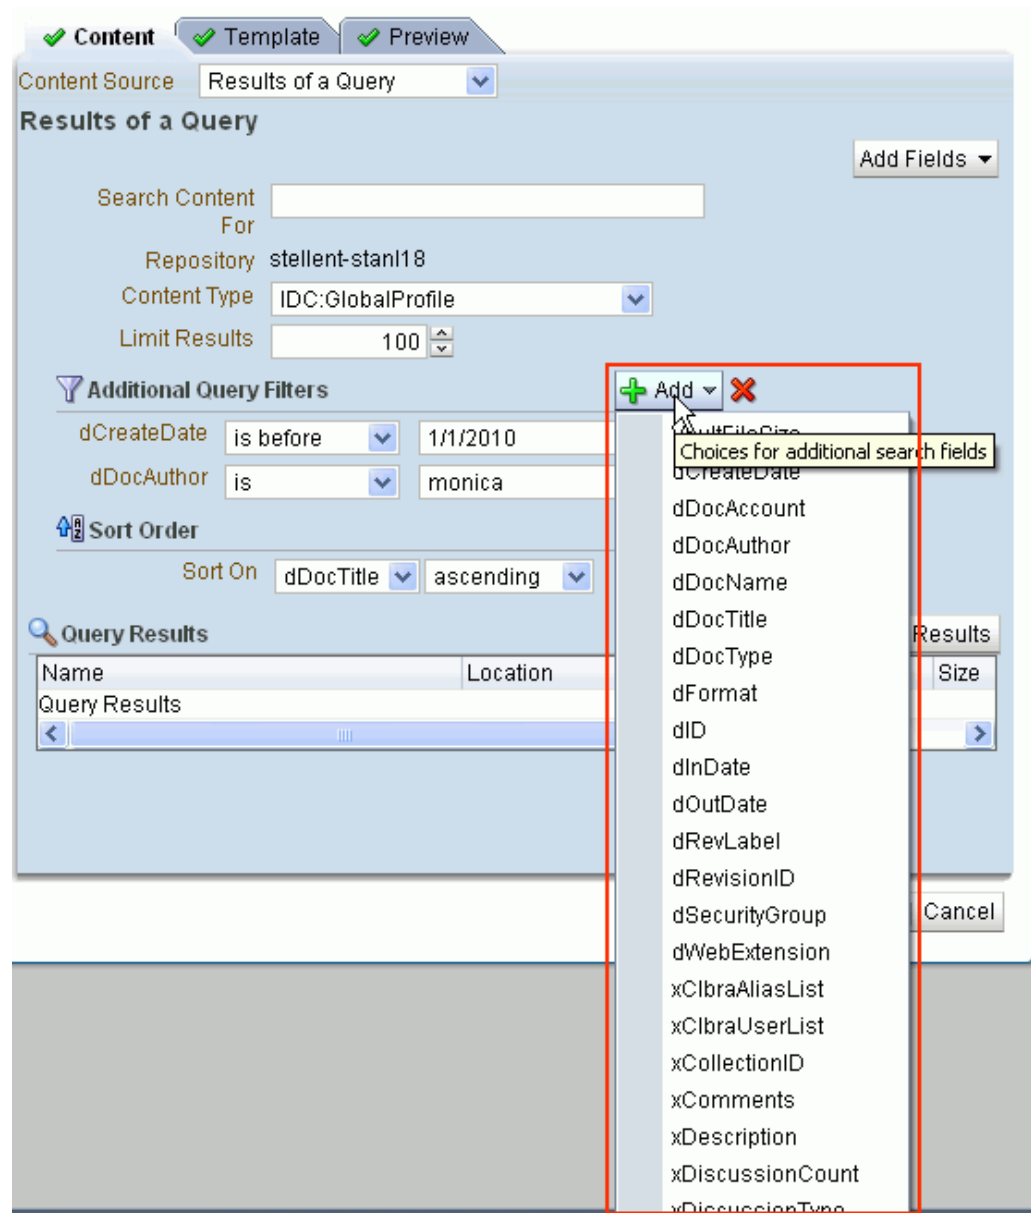 Content Template Preview
Content Source Results of a Query
Results of a Query
Add Fields
Search Content
For
Repository stellent-stanl18
Content Type IDC:GlobalProfile
Limit Results 100
Additional Query Filters Add
dCreateDate is before 1/1/2010
dDocAuthor is monica
Sort Order
Sort On dDocTitle ascending
Query Results Results
Name Location Size
Query Results
Cancel
Choices for additional search fields
dCreateDate
dDocAccount
dDocAuthor
dDocName
dDocTitle
dDocType
dFormat
dID
dInDate
dOutDate
dRevLabel
dRevisionID
dSecurityGroup
dWebExtension
xClbraAliasList
xClbraUserList
xCollectionID
xComments
xDescription
xDiscussionCount
xDiscussionType